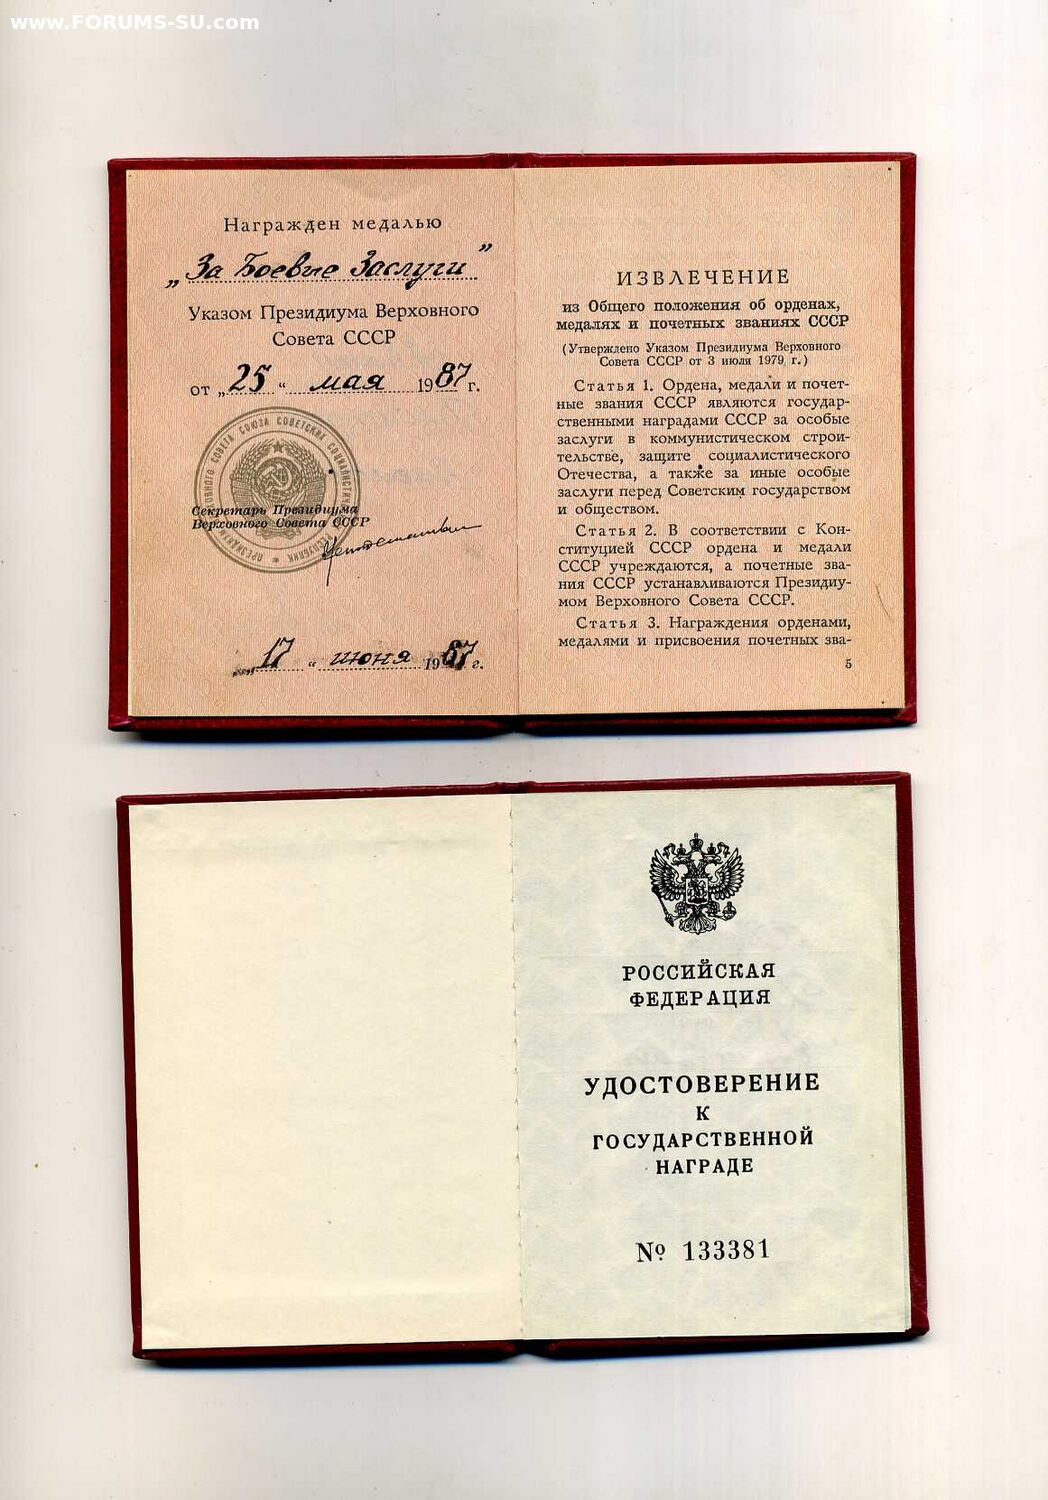 www.FORUMS-SU.com
Награжден медалью
„За Боевые Заслуги”
Указом Президиума Верховного
Совета СССР
от „25“ мая 1987 г.
Секретарь Президиума
Верховного Совета СССР
„17“ июня 1987 г.
ИЗВЛЕЧЕНИЕ
из Общего положения об орденах,
медалях и почетных званиях СССР
(Утверждено Указом Президиума Верховного
Совета СССР от 3 июля 1979 г.)
Статья 1. Ордена, медали и почет-
ные звания СССР являются государ-
ственными наградами СССР за особые
заслуги в коммунистическом строи-
тельстве, защите социалистического
Отечества, а также за иные особые
заслуги перед Советским государством
и обществом.
Статья 2. В соответствии с Кон-
ституцией СССР ордена и медали
СССР учреждаются, а почетные зва-
ния СССР устанавливаются Президиу-
мом Верховного Совета СССР.
Статья 3. Награждения орденами,
медалями и присвоения почетных зва-
5
РОССИЙСКАЯ
ФЕДЕРАЦИЯ
УДОСТОВЕРЕНИЕ
К
ГОСУДАРСТВЕННОЙ
НАГРАДЕ
№ 133381